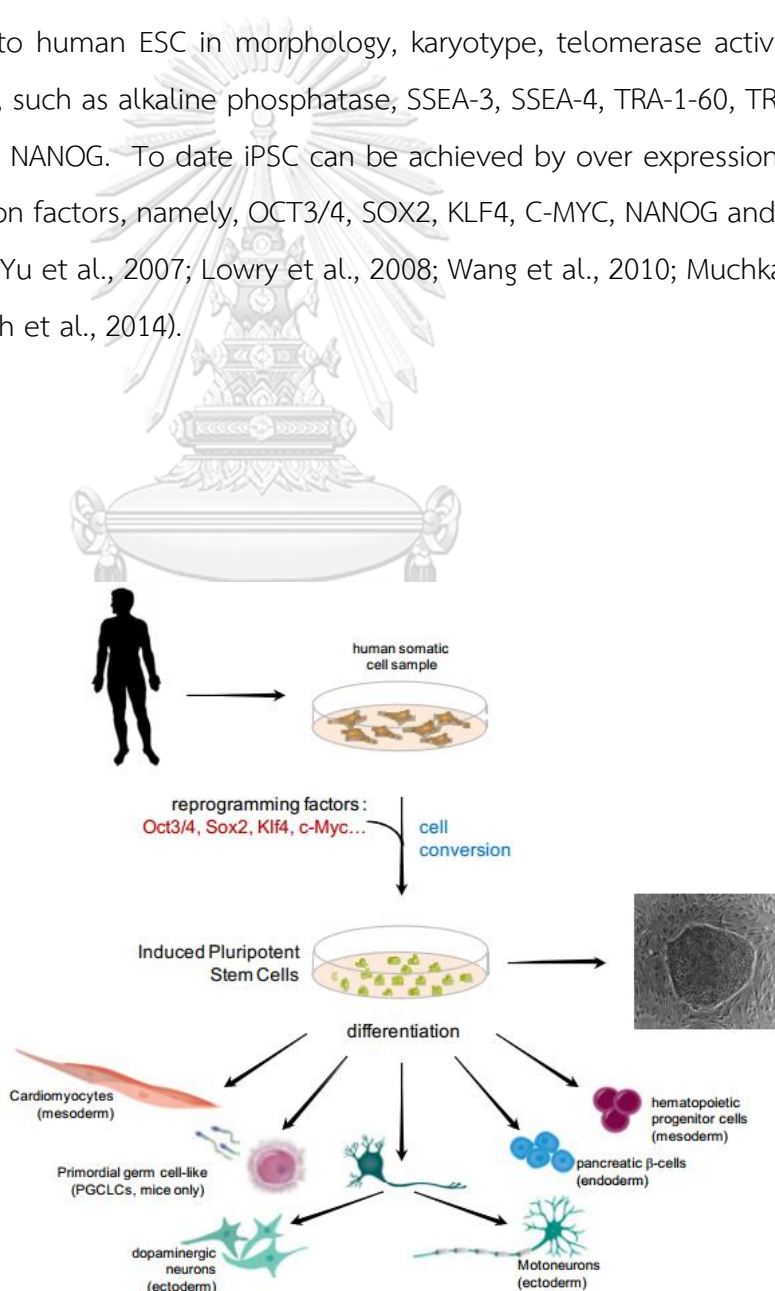 to human ESC in morphology, karyotype, telomerase activ
, such as alkaline phosphatase, SSEA-3, SSEA-4, TRA-1-60, TR
NANOG. To date iPSC can be achieved by over expression
on factors, namely, OCT3/4, SOX2, KLF4, C-MYC, NANOG and
Yu et al., 2007; Lowry et al., 2008; Wang et al., 2010; Muchka
h et al., 2014).
human somatic
cell sample
reprogramming factors :
Oct3/4, Sox2, Klf4, c-Myc…
cell
conversion
Induced Pluripotent
Stem Cells
differentiation
Cardiomyocytes
(mesoderm)
hematopoietic
progenitor cells
(mesoderm)
Primordial germ cell-like
(PGCLCs, mice only)
pancreatic β-cells
(endoderm)
dopaminergic
neurons
(ectoderm)
Motoneurons
(ectoderm)